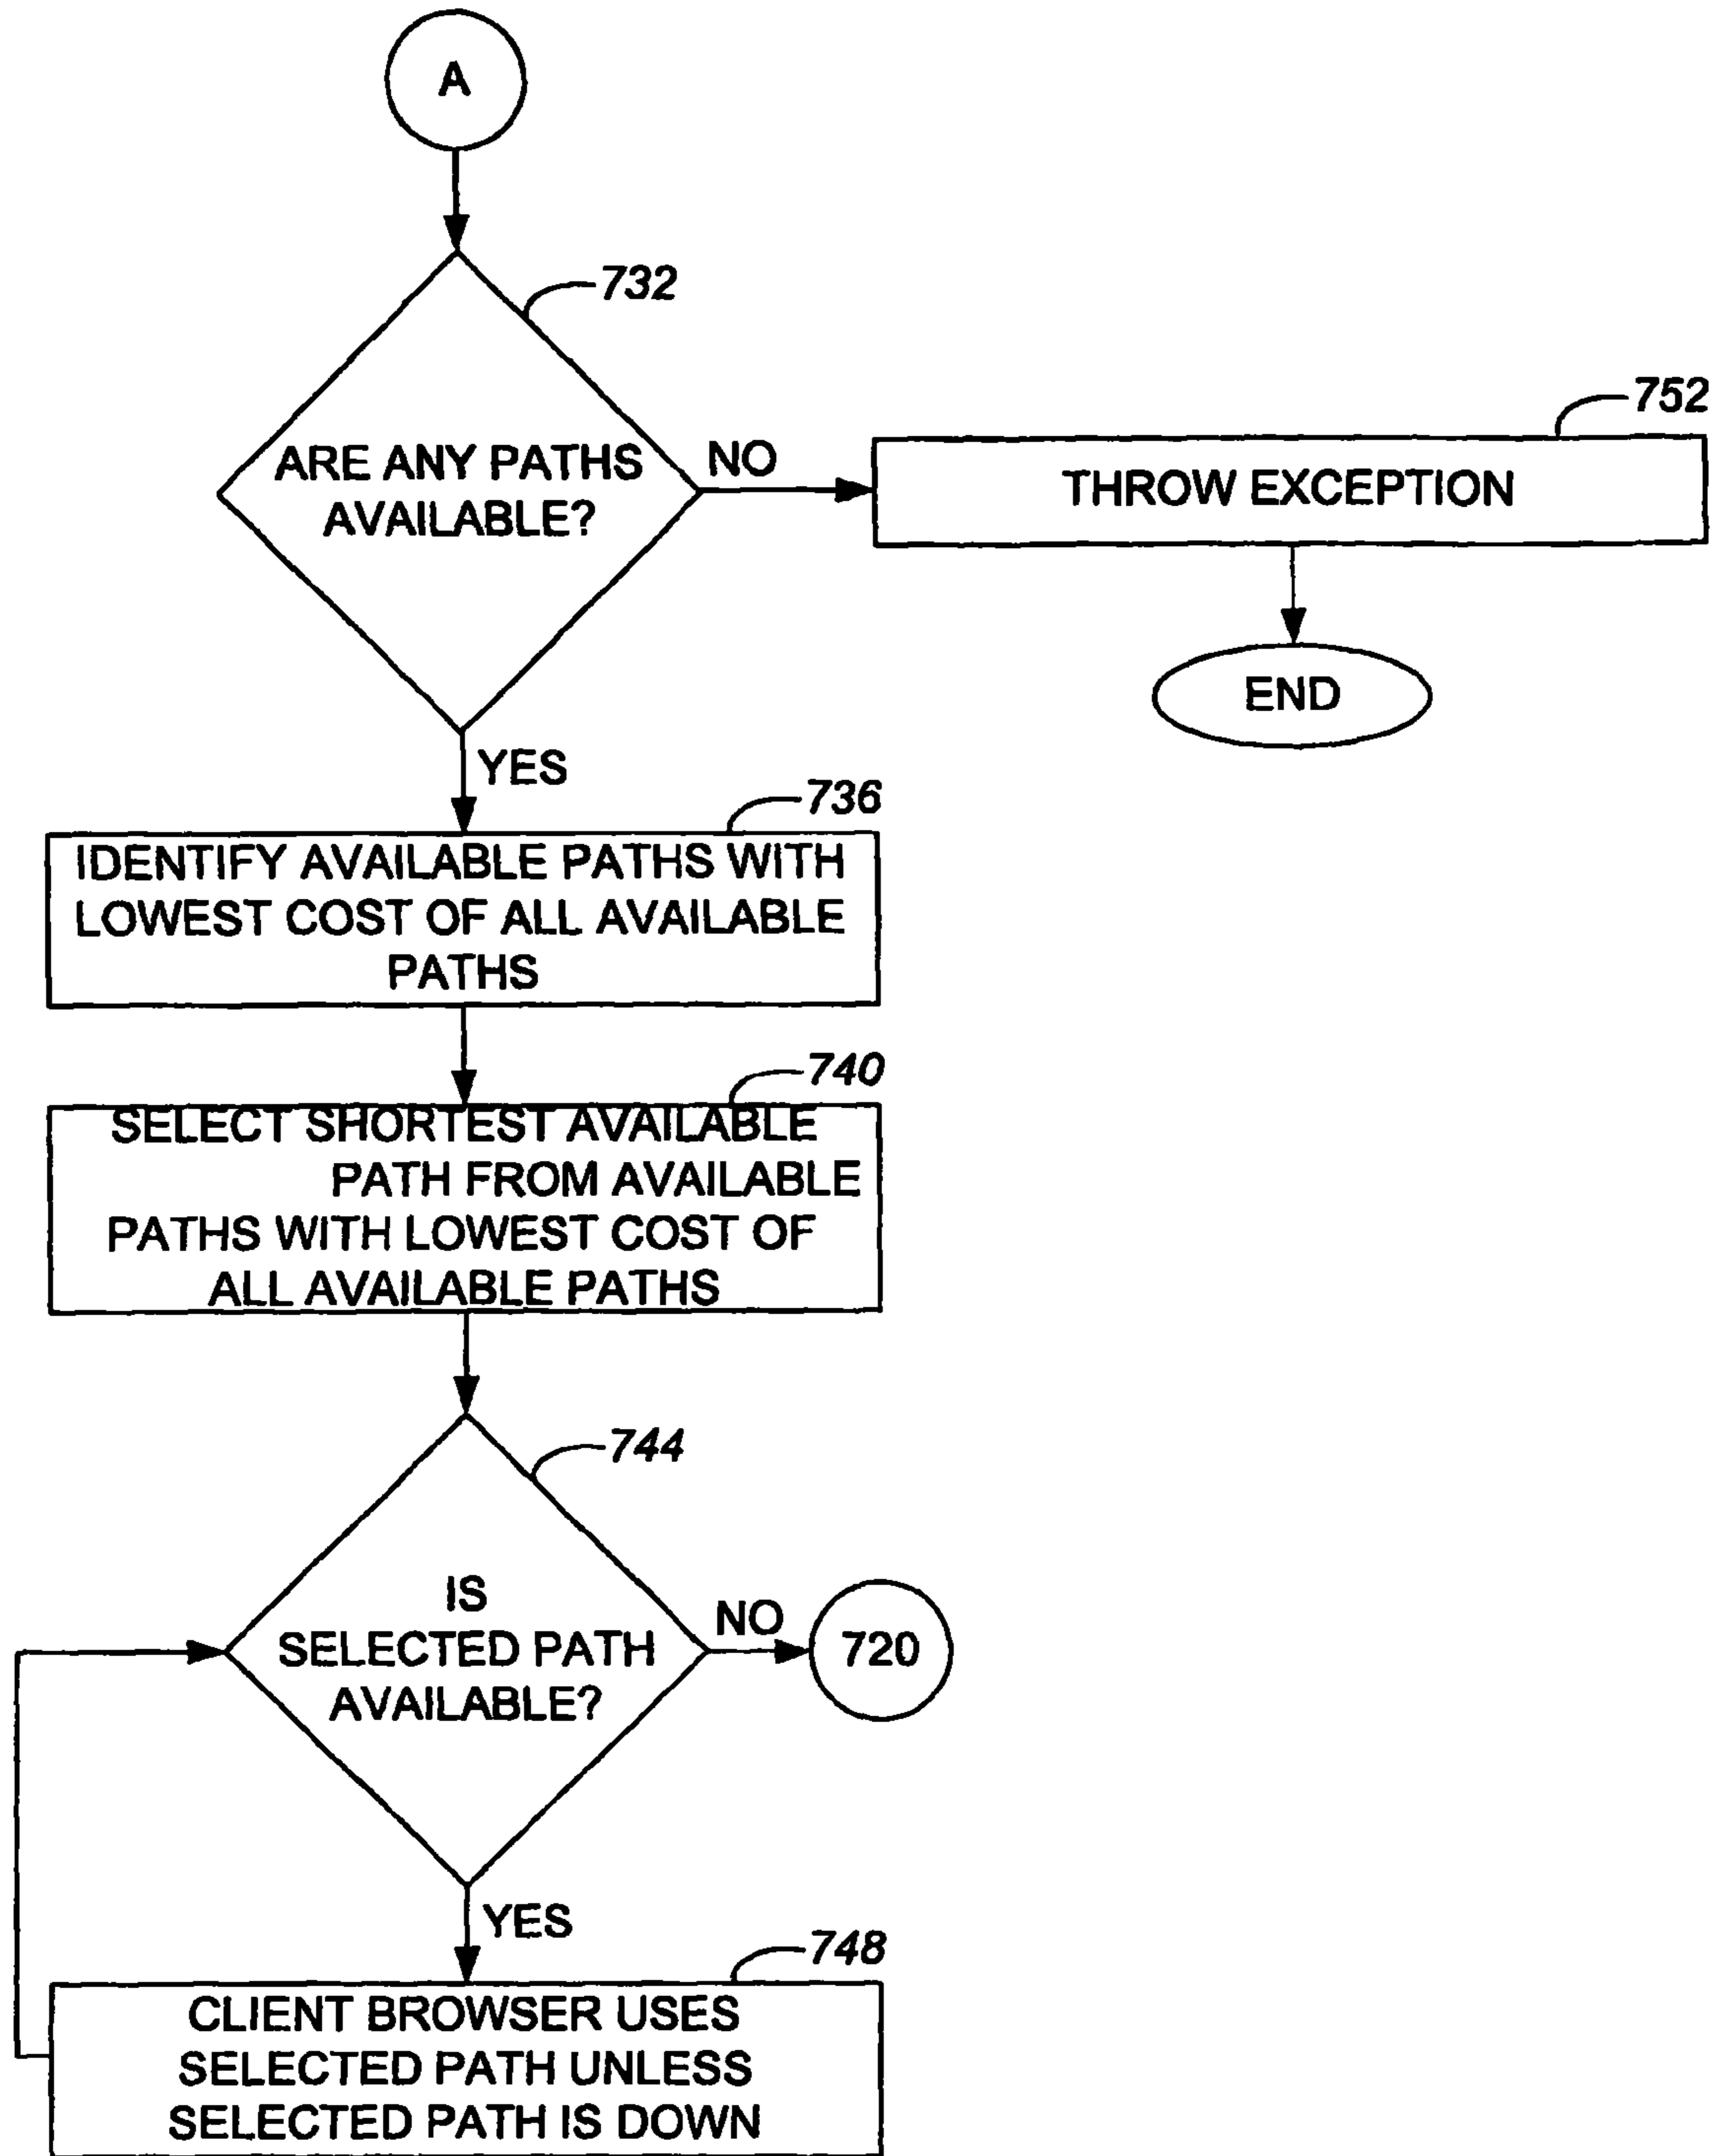 A
732
ARE ANY PATHS
AVAILABLE?
NO
752
THROW EXCEPTION
END
YES
736
IDENTIFY AVAILABLE PATHS WITH
LOWEST COST OF ALL AVAILABLE
PATHS
740
SELECT SHORTEST AVAILABLE
PATH FROM AVAILABLE
PATHS WITH LOWEST COST OF
ALL AVAILABLE PATHS
744
IS
SELECTED PATH
AVAILABLE?
NO
720
YES
748
CLIENT BROWSER USES
SELECTED PATH UNLESS
SELECTED PATH IS DOWN